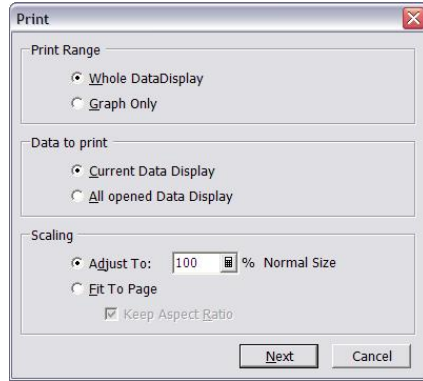 Print
Print Range
Whole DataDisplay
Graph Only
Data to print
Current Data Display
All opened Data Display
Scaling
Adjust To: 100 % Normal Size
Fit To Page
Keep Aspect Ratio
Next Cancel